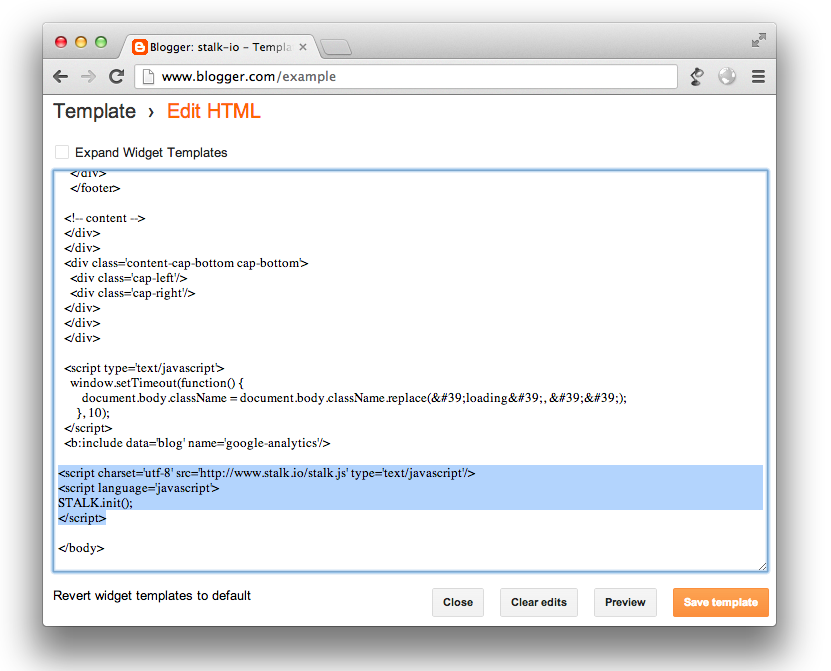 Blogger: stalk-io - Templa
www.blogger.com/example
Template › Edit HTML
Expand Widget Templates
</div>
</footer>
<!-- content -->
</div>
</div>
<div class='content-cap-bottom cap-bottom'>
<div class='cap-left'/>
<div class='cap-right'/>
</div>
</div>
</div>
<script type='text/javascript'>
window.setTimeout(function() {
document.body.className = document.body.className.replace(&#39;loading&#39;, &#39;&#39;);
}, 10);
</script>
<b:include data='blog' name='google-analytics'/>
<script charset='utf-8' src='http://www.stalk.io/stalk.js' type='text/javascript'/>
<script language='javascript'>
STALK.init();
</script>
</body>
Revert widget templates to default
Close Clear edits Preview Save template